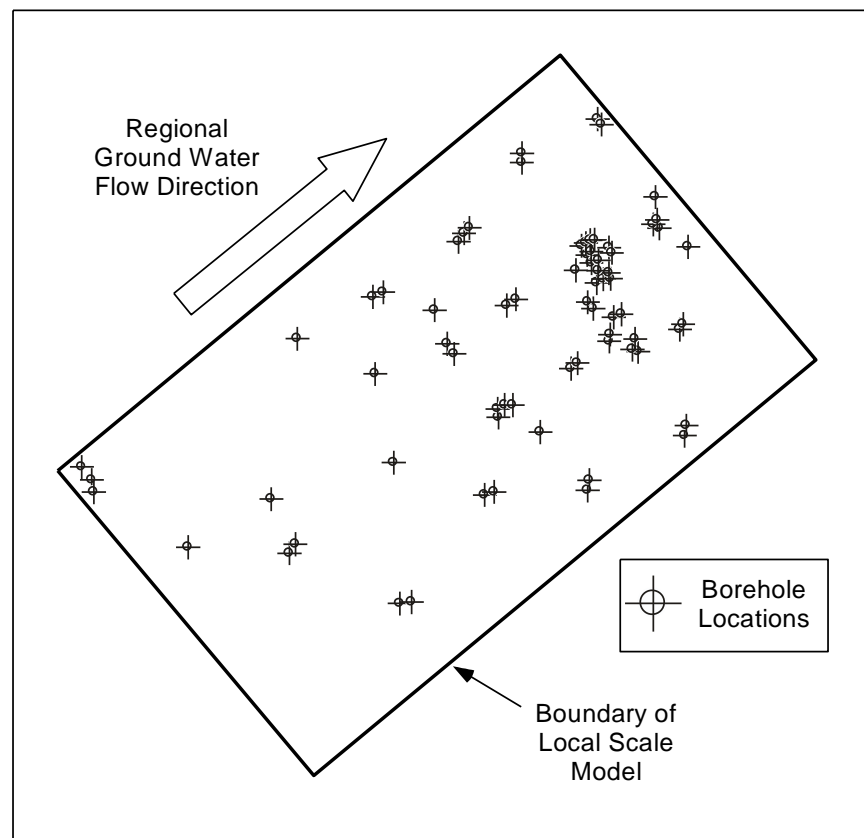 Regional
Ground Water
Flow Direction
Borehole
Locations
Boundary of
Local Scale
Model